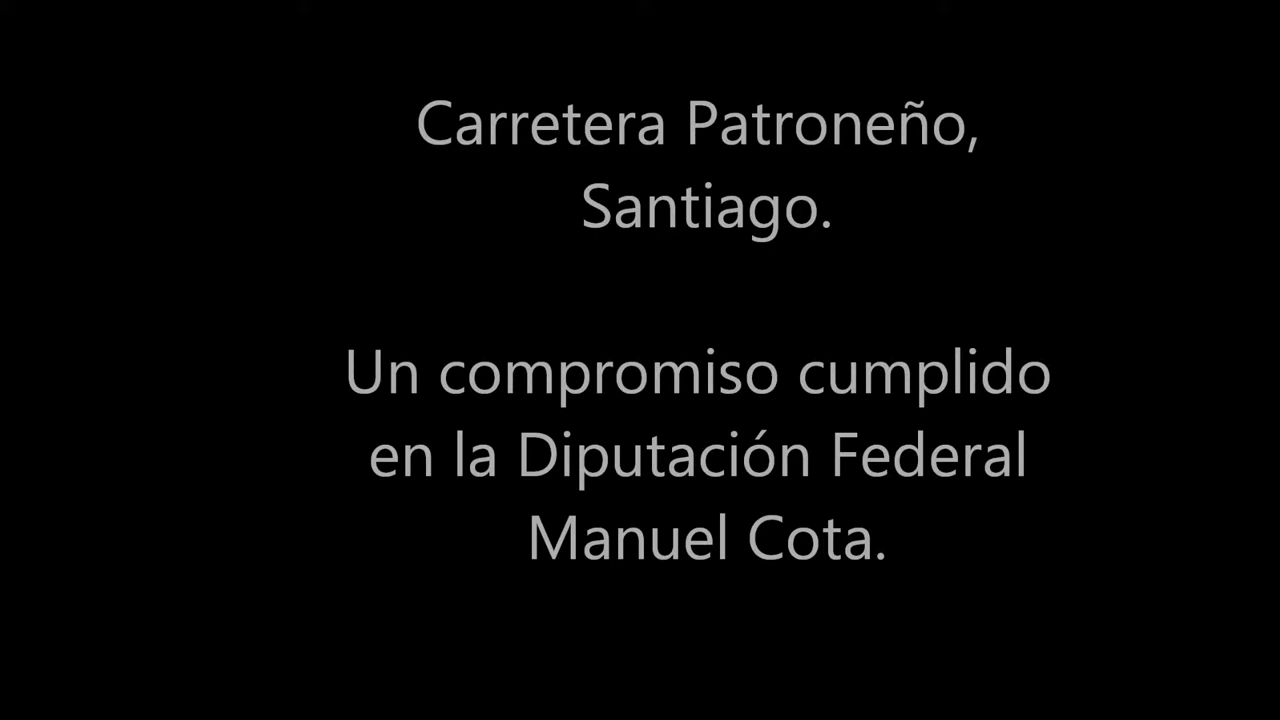 Carretera Patroneño,
Santiago.
Un compromiso cumplido
en la Diputación Federal
Manuel Cota.